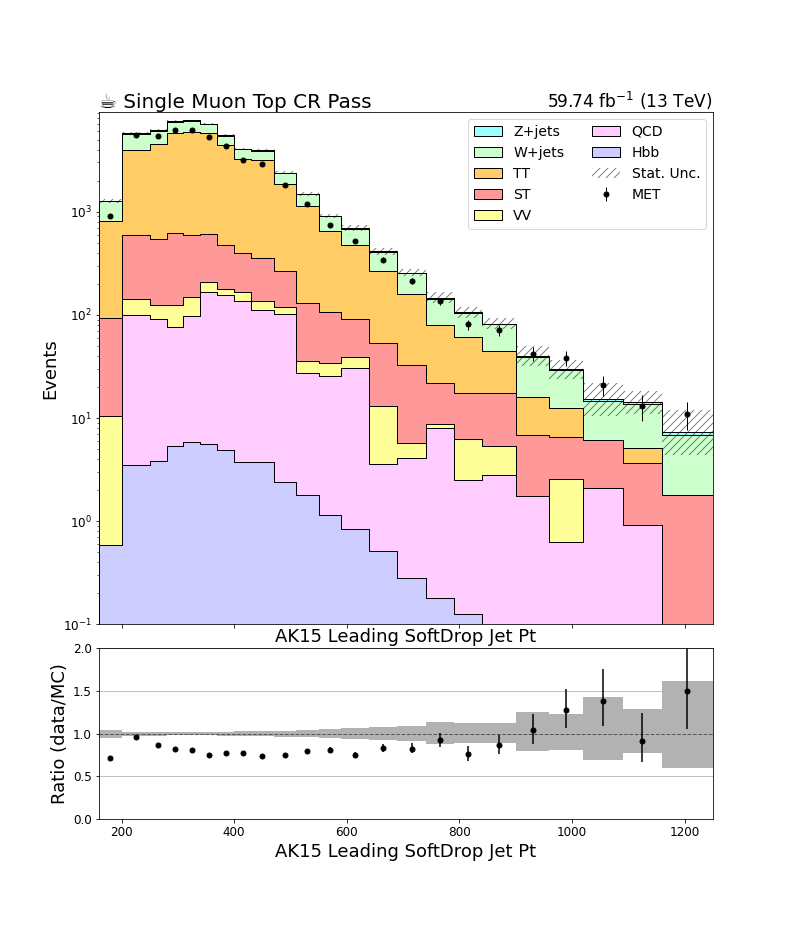 ☕ Single Muon Top CR Pass 59.74 fb⁻¹ (13 TeV)
Z+jets
W+jets
TT
ST
VV
QCD
Hbb
Stat. Unc.
MET
Events
10³
10²
10¹
10⁰
10⁻¹
AK15 Leading SoftDrop Jet Pt
Ratio (data/MC)
2.0
1.5
1.0
0.5
0.0
200 400 600 800 1000 1200
AK15 Leading SoftDrop Jet Pt